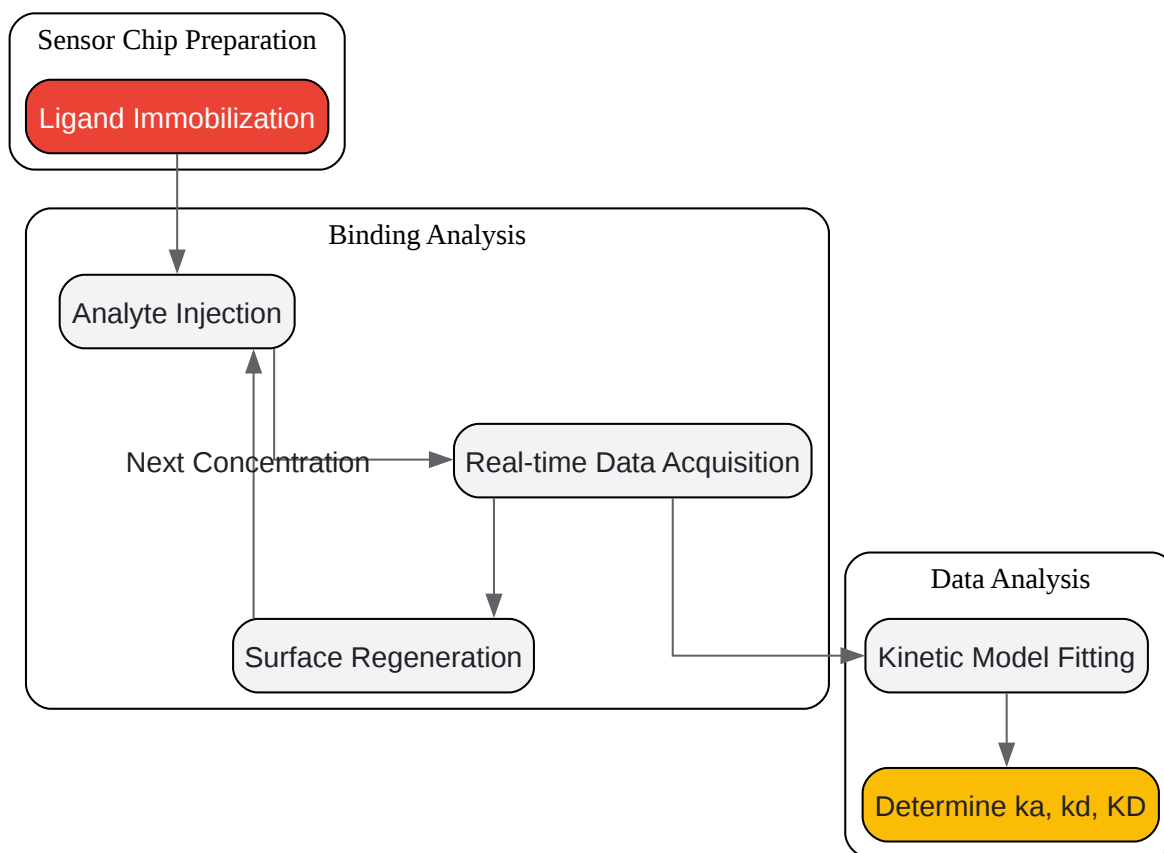 Sensor Chip Preparation
Ligand Immobilization
Binding Analysis
Analyte Injection
Next Concentration
Real-time Data Acquisition
Surface Regeneration
Data Analysis
Kinetic Model Fitting
Determine ka, kd, KD